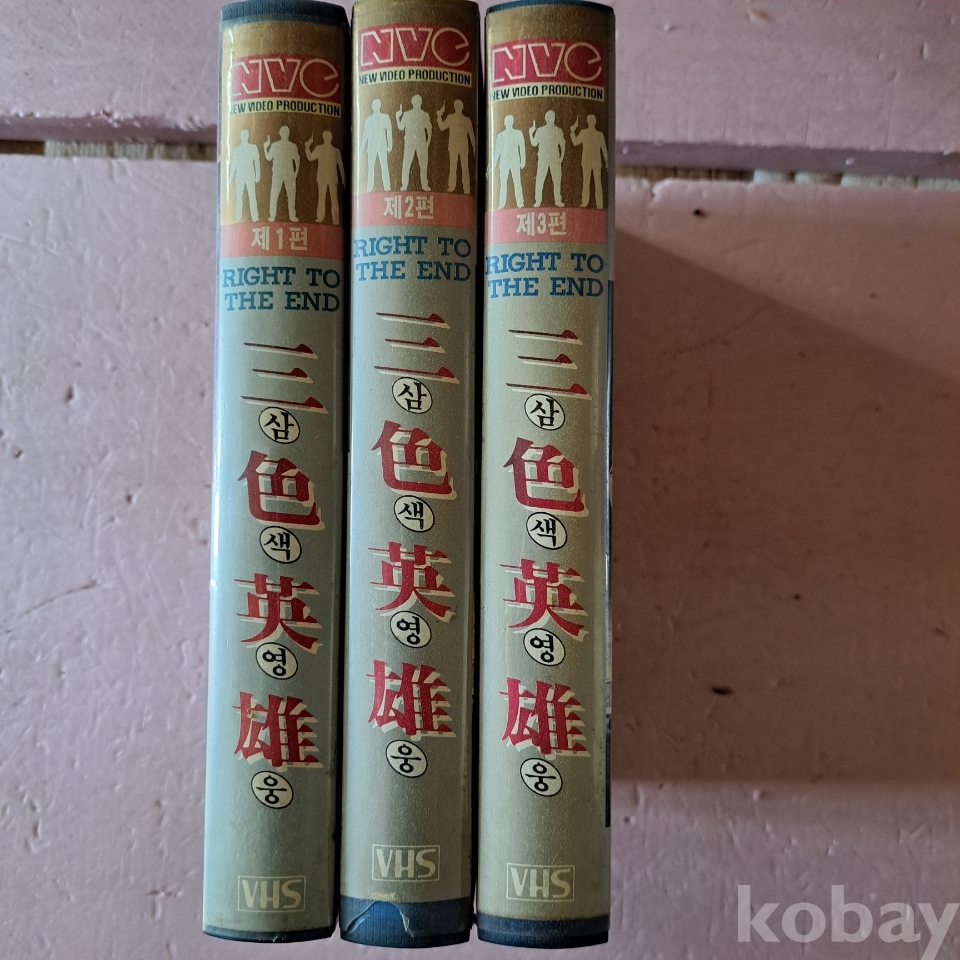 NVC
NEW VIDEO PRODUCTION
제1편
RIGHT TO
THE END
三
삼
色
색
英
영
雄
웅
VHS
NVC
NEW VIDEO PRODUCTION
제2편
RIGHT TO
THE END
三
삼
色
색
英
영
雄
웅
VHS
NVC
NEW VIDEO PRODUCTION
제3편
RIGHT TO
THE END
三
삼
色
색
英
영
雄
웅
VHS
kobay